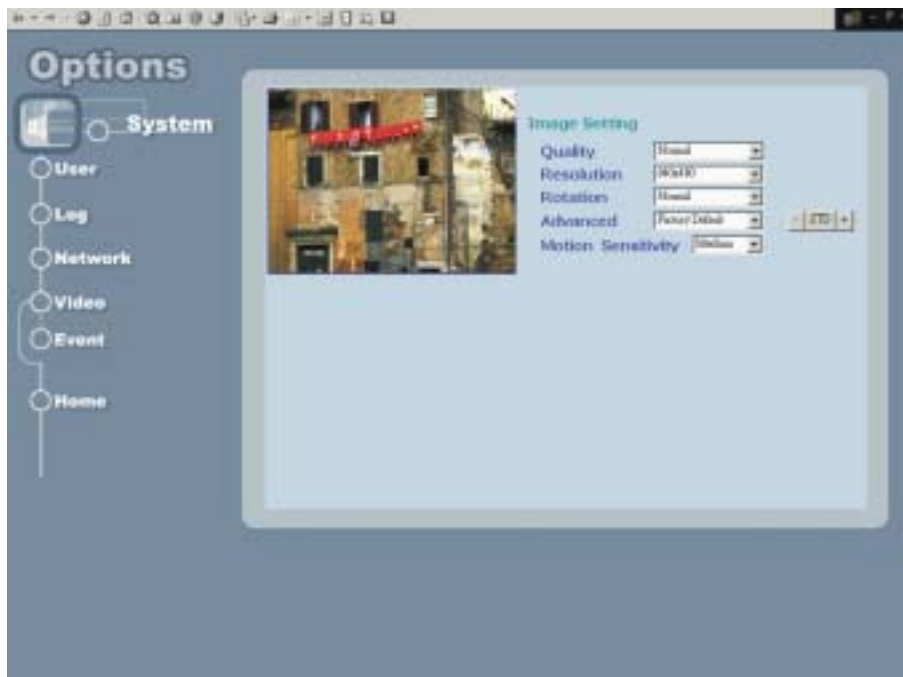 Options
System
User
Log
Network
Video
Event
Home
Image Setting
Quality Normal
Resolution 640x480
Rotation Normal
Advanced Factory Default - STD +
Motion Sensitivity Medium